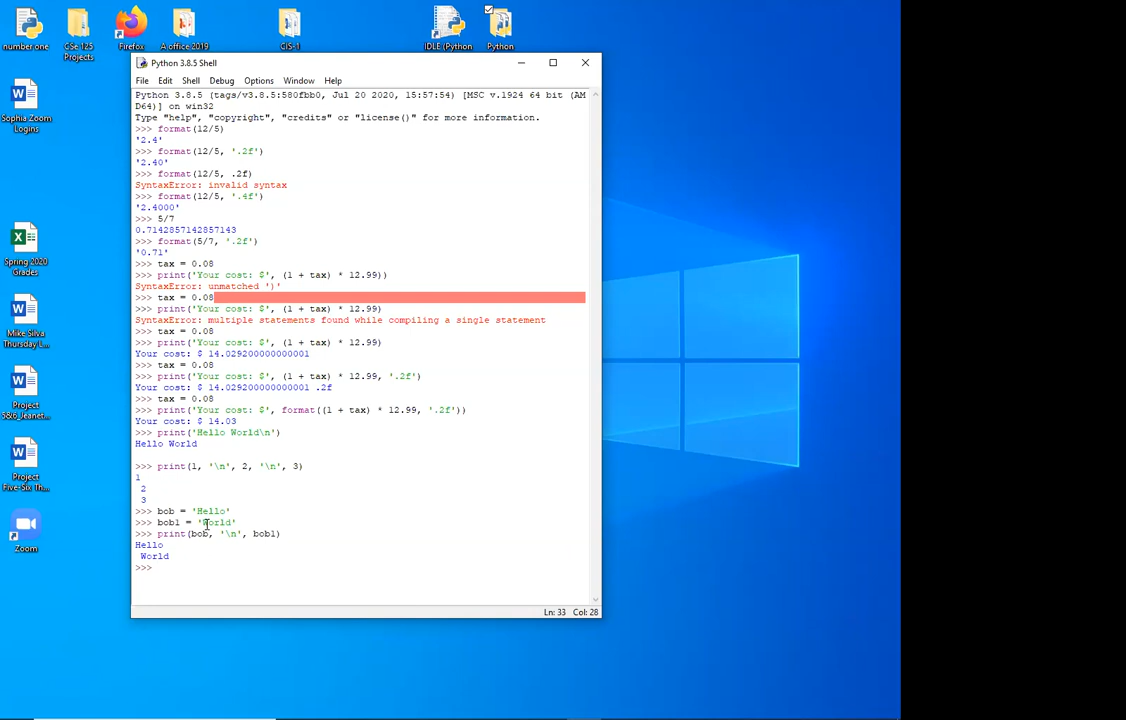 number one
CSe 125
Projects
Firefox
A office 2019
CIS-1
IDLE (Python
Python
Sophia Zoom
Logins
Spring 2020
Grades
Mike Sliva
Thursday L...
Project
5&6_Jeanet...
Project
Five-Six Th...
Zoom
Python 3.8.5 Shell
File Edit Shell Debug Options Window Help
Python 3.8.5 (tags/v3.8.5:580fbb0, Jul 20 2020, 15:57:54) [MSC v.1924 64 bit (AM
D64)] on win32
Type "help", "copyright", "credits" or "license()" for more information.
>>> format(12/5)
'2.4'
>>> format(12/5, '.2f')
'2.40'
>>> format(12/5, .2f)
SyntaxError: invalid syntax
>>> format(12/5, '.4f')
'2.4000'
>>> 5/7
0.7142857142857143
>>> format(5/7, '.2f')
'0.71'
>>> tax = 0.08
>>> print('Your cost: $', (1 + tax) * 12.99))
SyntaxError: unmatched ')'
>>> tax = 0.08
>>> print('Your cost: $', (1 + tax) * 12.99)
SyntaxError: multiple statements found while compiling a single statement
>>> tax = 0.08
>>> print('Your cost: $', (1 + tax) * 12.99)
Your cost: $ 14.029200000000001
>>> tax = 0.08
>>> print('Your cost: $', (1 + tax) * 12.99, '.2f')
Your cost: $ 14.029200000000001 .2f
>>> tax = 0.08
>>> print('Your cost: $', format((1 + tax) * 12.99, '.2f'))
Your cost: $ 14.03
>>> print('Hello World\n')
Hello World
>>> print(1, '\n', 2, '\n', 3)
1
2
3
>>> bob = 'Hello'
>>> bob1 = 'World'
>>> print(bob, '\n', bob1)
Hello
World
>>>
Ln: 33 Col: 28